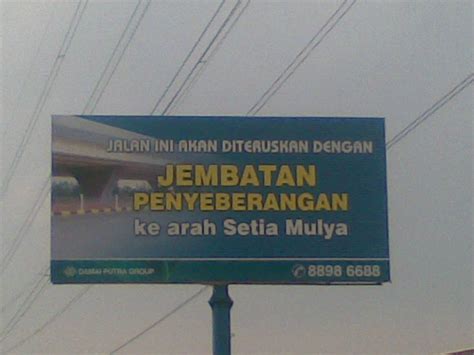 JALAN INI AKAN DITERUSKAN DENGAN
JEMBATAN
PENYEBERANGAN
ke arah Setia Mulya
DAMAI PUTRA GROUP
8898 6688